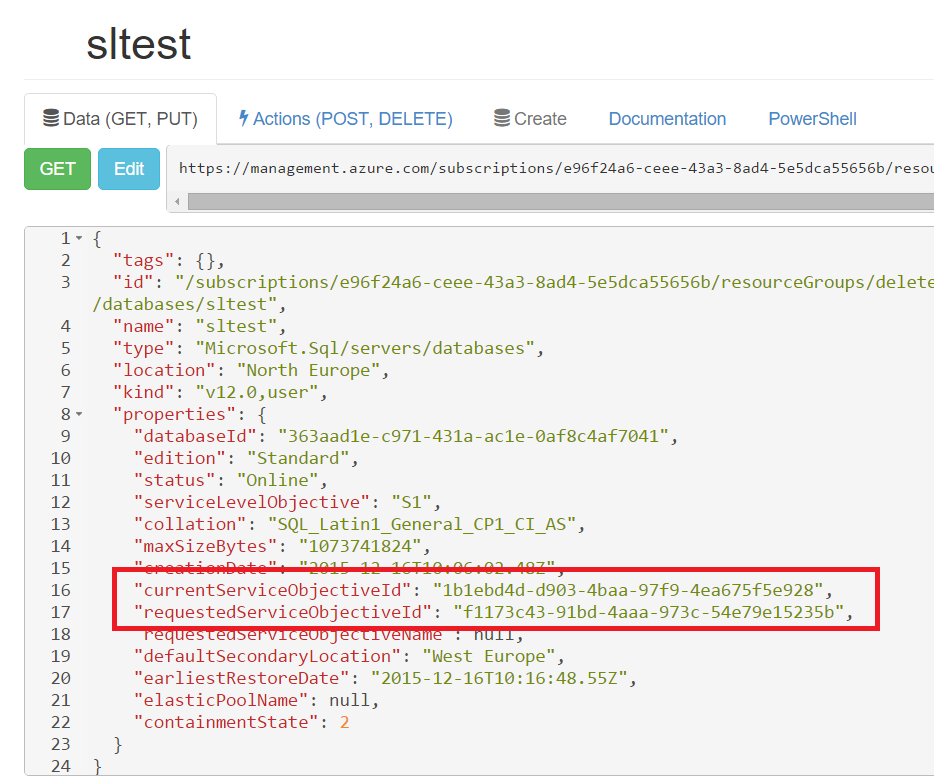 sltest
Data (GET, PUT) Actions (POST, DELETE) Create Documentation PowerShell
GET Edit https://management.azure.com/subscriptions/e96f24a6-ceee-43a3-8ad4-5e5dca55656b/resou
1 {
2 "tags": {},
3 "id": "/subscriptions/e96f24a6-ceee-43a3-8ad4-5e5dca55656b/resourceGroups/delete
/databases/sltest",
4 "name": "sltest",
5 "type": "Microsoft.Sql/servers/databases",
6 "location": "North Europe",
7 "kind": "v12.0,user",
8 "properties": {
9 "databaseId": "363aad1e-c971-431a-ac1e-0af8c4af7041",
10 "edition": "Standard",
11 "status": "Online",
12 "serviceLevelObjective": "S1",
13 "collation": "SQL_Latin1_General_CP1_CI_AS",
14 "maxSizeBytes": "1073741824",
15 "creationDate": "2015-12-16T10:06:02.48Z",
16 "currentServiceObjectiveId": "1b1ebd4d-d903-4baa-97f9-4ea675f5e928",
17 "requestedServiceObjectiveId": "f1173c43-91bd-4aaa-973c-54e79e15235b",
18 "requestedServiceObjectiveName": null,
19 "defaultSecondaryLocation": "West Europe",
20 "earliestRestoreDate": "2015-12-16T10:16:48.55Z",
21 "elasticPoolName": null,
22 "containmentState": 2
23 }
24 }